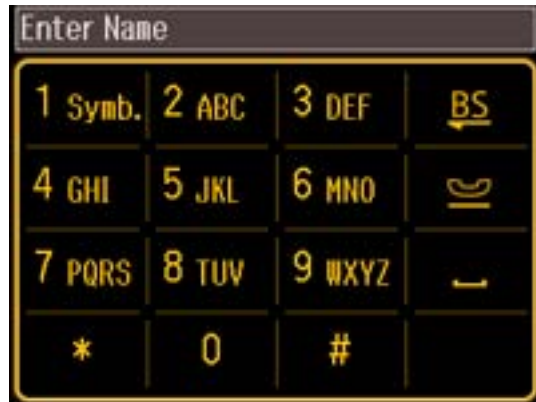 Enter Name
1 Symb. 2 ABC 3 DEF BS
4 GHI 5 JKL 6 MNO
7 PQRS 8 TUV 9 WXYZ
* 0 #